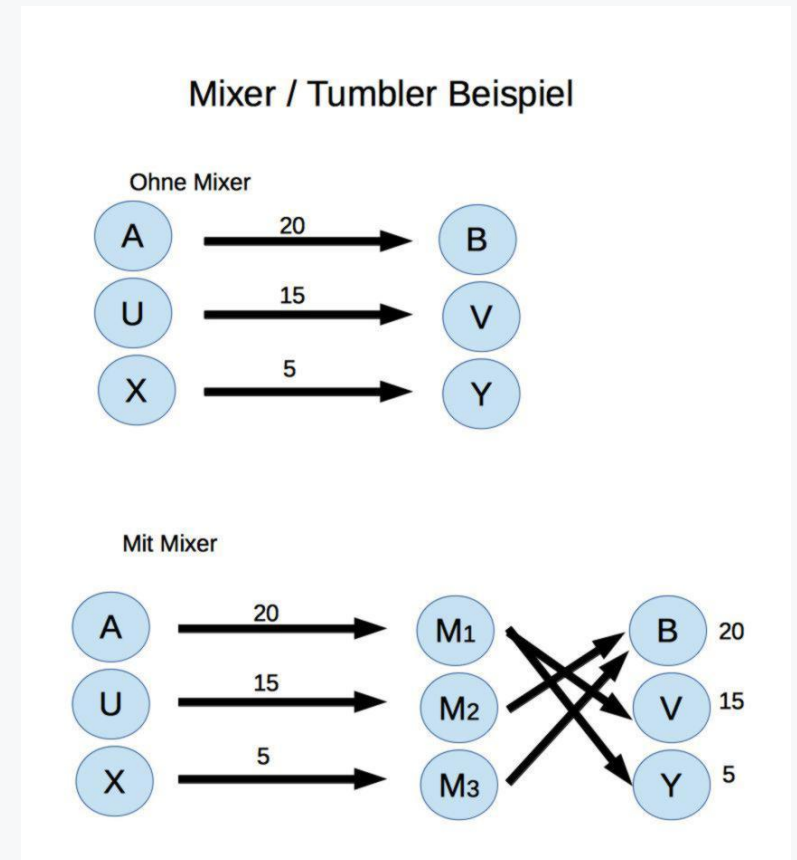 Mixer / Tumbler Beispiel
Ohne Mixer
A 20 B
U 15 V
X 5 Y
Mit Mixer
A 20 M1 B 20
U 15 M2 V 15
X 5 M3 Y 5